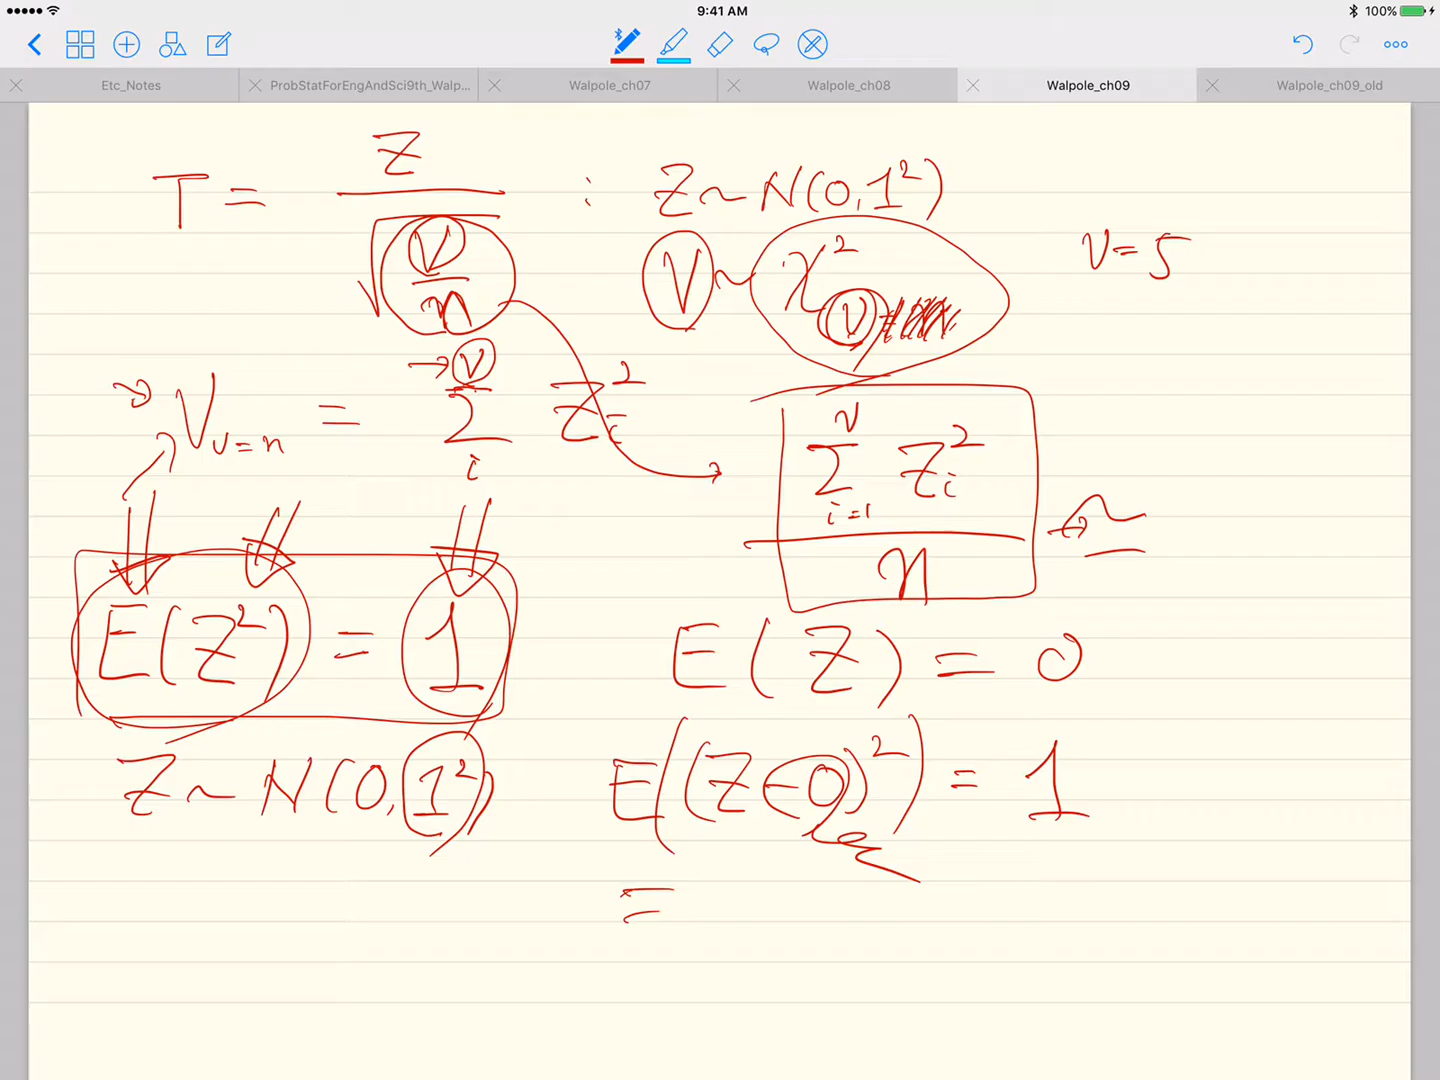 9:41 AM
100%
Etc_Notes
ProbStatForEngAndSci9th_Walp...
Walpole_ch07
Walpole_ch08
Walpole_ch09
Walpole_ch09_old
T = Z / √(V/n) : Z ~ N(0, 1²)
V ~ χ²_ν
ν = 5
V_{ν=n} = Σ_i^ν Z_i²
Σ_{i=1}^ν Z_i² / n
E(Z²) = 1
E(Z) = 0
Z ~ N(0, 1²)
E((Z-0)²) = 1
=